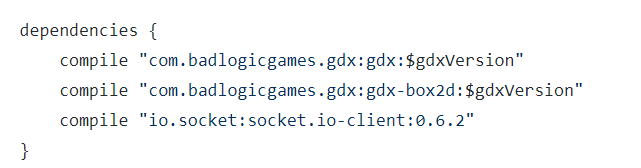 dependencies {
    compile "com.badlogicgames.gdx:gdx:$gdxVersion"
    compile "com.badlogicgames.gdx:gdx-box2d:$gdxVersion"
    compile "io.socket:socket.io-client:0.6.2"
}